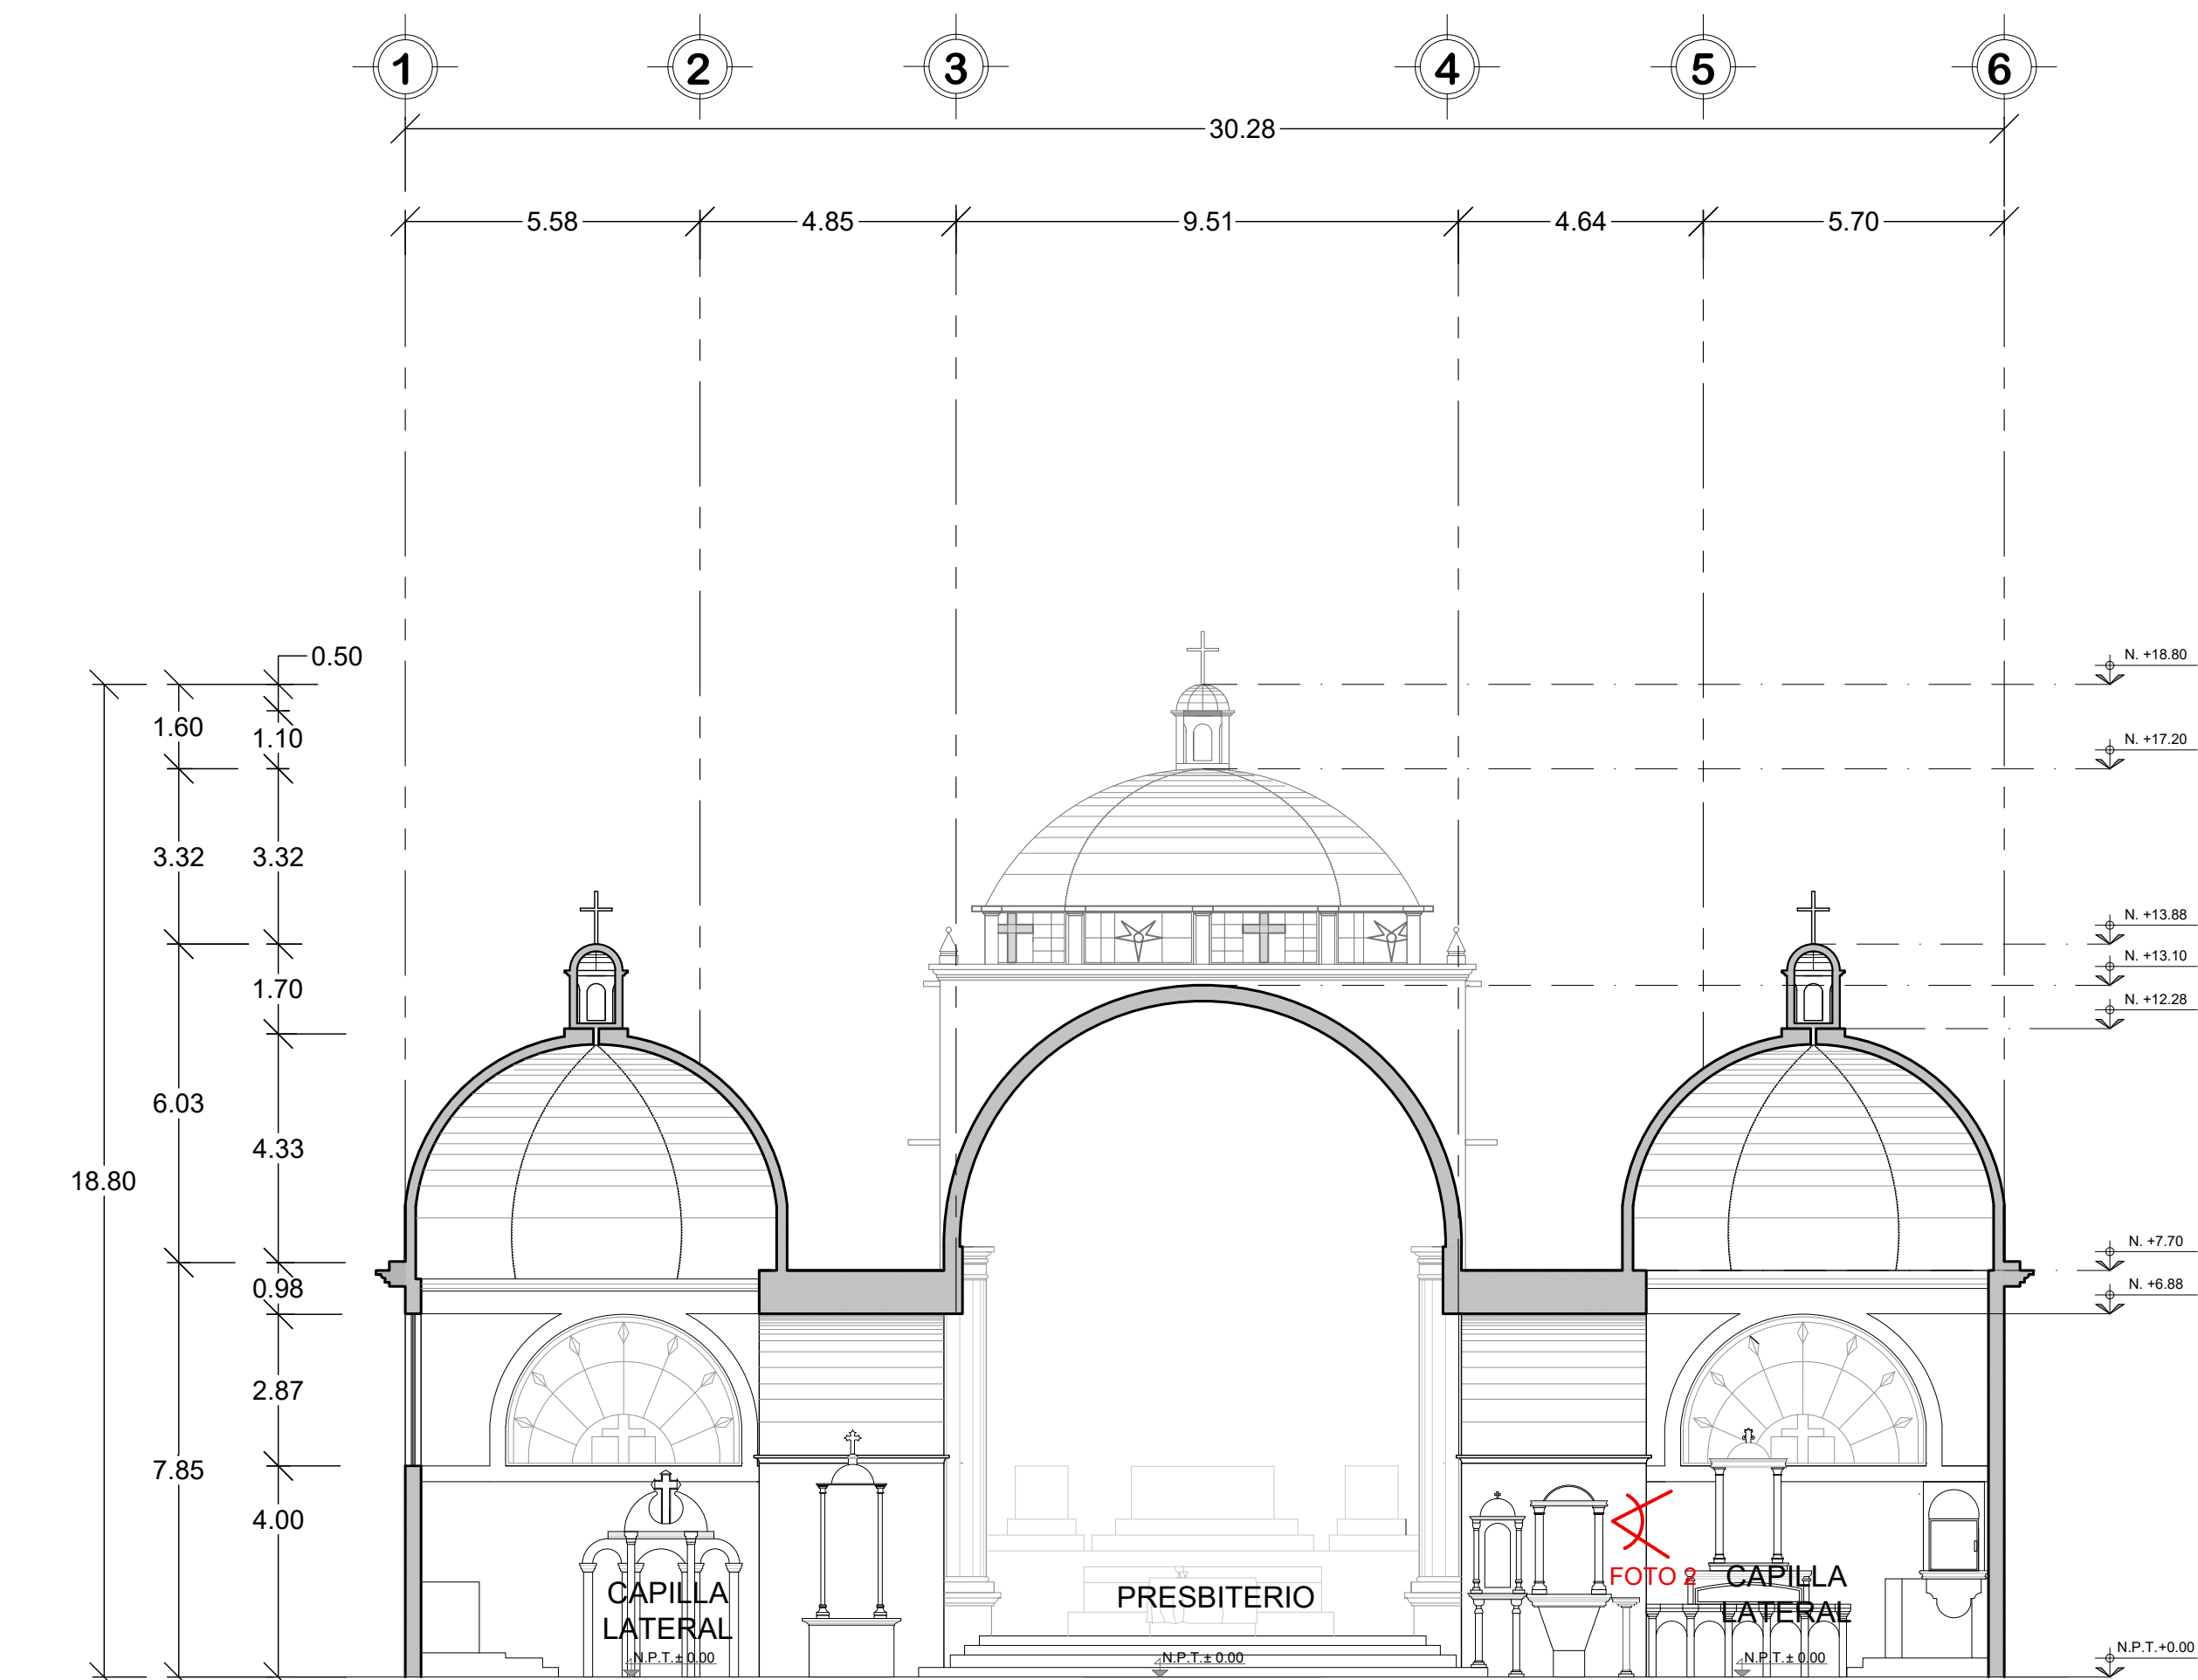 1 2 3 4 5 6
30.28
5.58 4.85 9.51 4.64 5.70
0.50
N. +18.80
1.60
1.10
N. +17.20
3.32
3.32
N. +13.88
N. +13.10
1.70
N. +12.28
6.03
4.33
18.80
N. +7.70
0.98
N. +6.88
2.87
7.85
4.00
FOTO 2
CAPILLA
LATERAL
PRESBITERIO
CAPILLA
LATERAL
N.P.T.± 0.00
N.P.T.± 0.00
N.P.T.± 0.00
N.P.T.+0.00